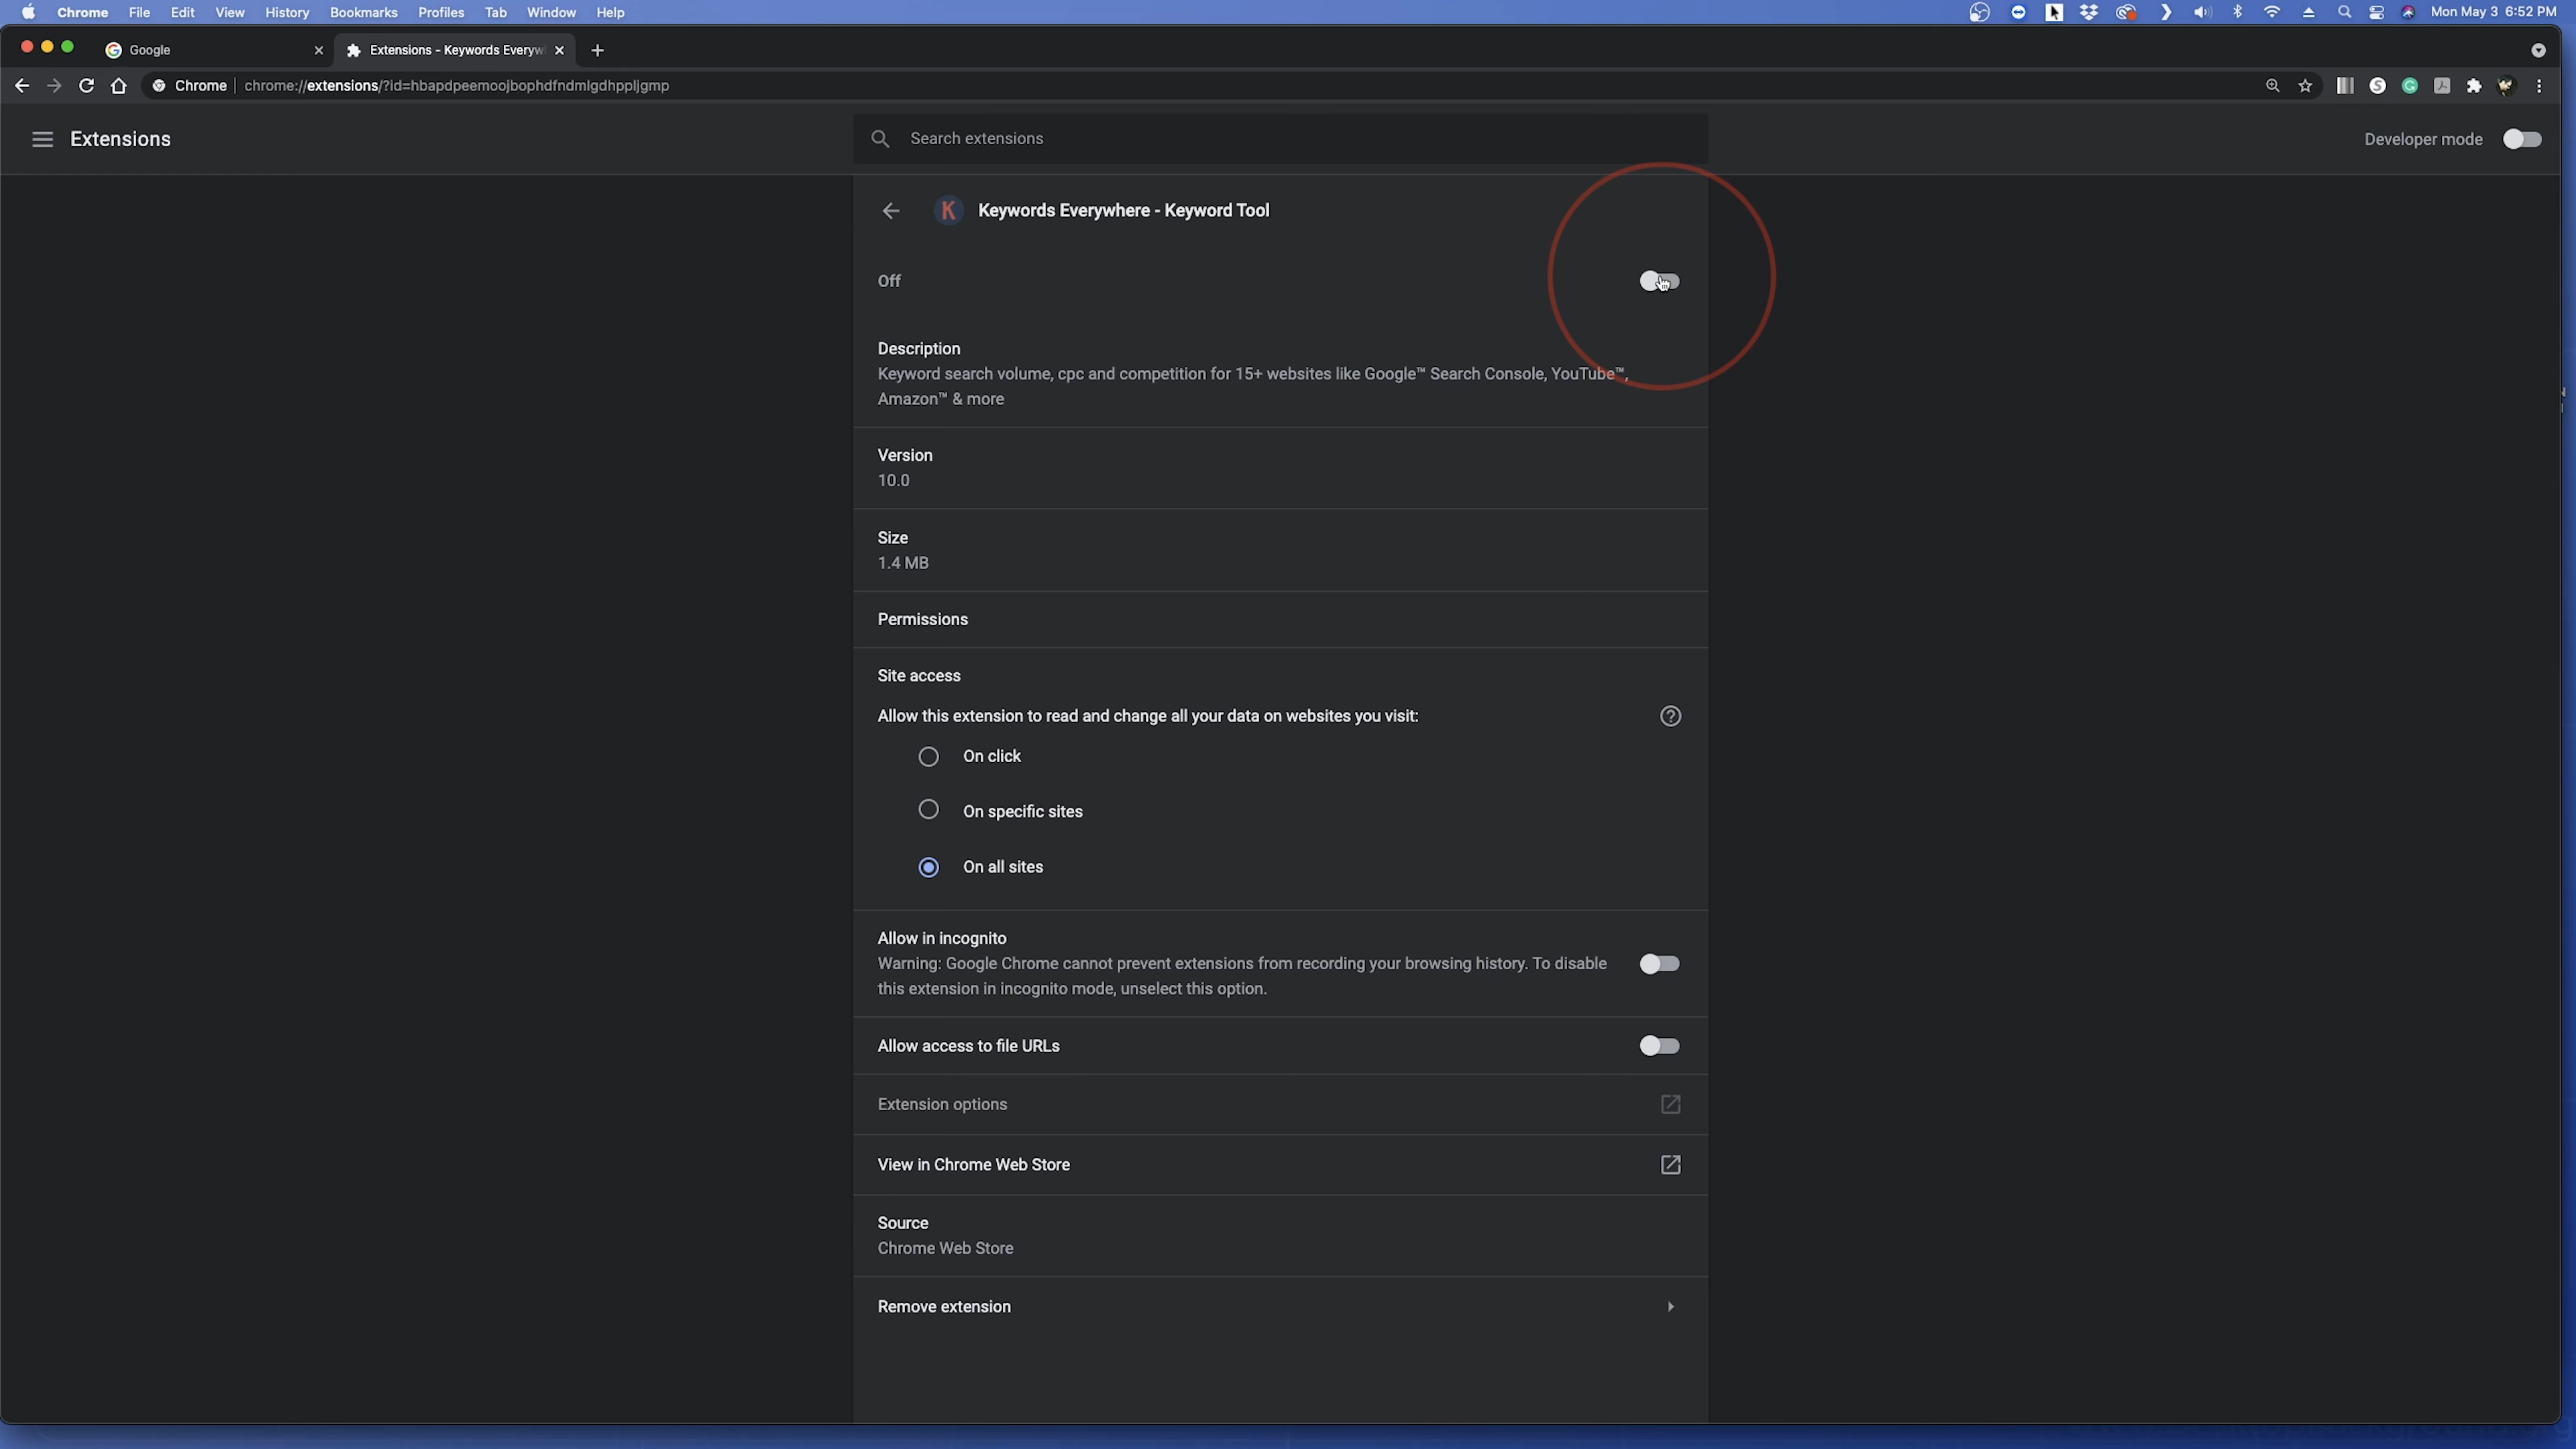 Chrome File Edit View History Bookmarks Profiles Tab Window Help Mon May 3 6:52 PM
Google Extensions - Keywords Everyw
Chrome chrome://extensions/?id=hbapdpeemoojbophdfndmlgdhppljgmp
Extensions Search extensions Developer mode
K Keywords Everywhere - Keyword Tool
Off
Description
Keyword search volume, cpc and competition for 15+ websites like Google™ Search Console, YouTube™,
Amazon™ & more
Version
10.0
Size
1.4 MB
Permissions
Site access
Allow this extension to read and change all your data on websites you visit:
On click
On specific sites
On all sites
Allow in incognito
Warning: Google Chrome cannot prevent extensions from recording your browsing history. To disable
this extension in incognito mode, unselect this option.
Allow access to file URLs
Extension options
View in Chrome Web Store
Source
Chrome Web Store
Remove extension